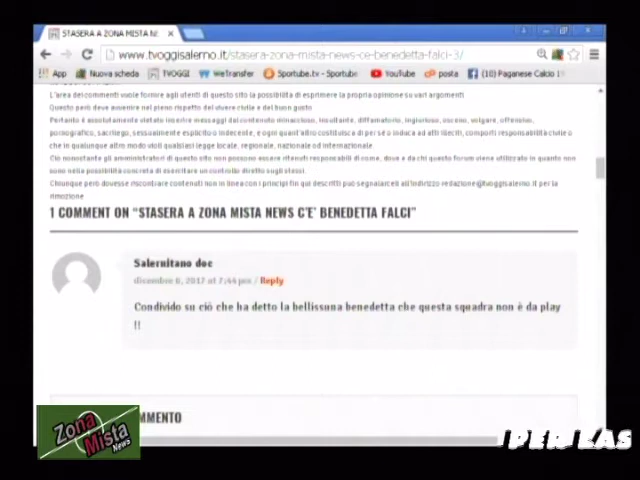 STASERA A ZONA MISTA NE
www.tvoggisalerno.it/stasera-zona-mista-news-ce-benedetta-falci-3/
App Nuova scheda TVOGGI WeTransfer Sportube.tv - Sportube YouTube posta (10) Paganese Calcio 1
L'area dei commenti vuole fornire agli utenti di questo sito la possibilità di esprimere la propria opinione su vari argomenti
Questo però deve avvenire nel pieno rispetto del vivere civile e del buon gusto
Pertanto è assolutamente vietato inserire messaggi dal contenuto minaccioso, insultante, diffamatorio, ingiurioso, osceno, volgare, offensivo,
pornografico, sacrilego, sessualmente esplicito o indecente, e ogni quant'altro costituisca di per sé o induca ad atti illeciti, comporti responsabilità civile o
che in qualunque altro modo violi qualsiasi legge locale, regionale, nazionale od internazionale.
Ciò nonostante gli amministratori di questo sito non possono essere ritenuti responsabili di come, dove e da chi questo forum viene utilizzato in quanto non
sono nella possibilità concreta di esercitare un controllo diretto sugli stessi.
Chiunque però dovesse riscontrare contenuti non in linea con i principi fin qui descritti può segnalarceli all'indirizzo redazione@tvoggisalerno.it per la
rimozione
1 COMMENT ON “STASERA A ZONA MISTA NEWS C'E' BENEDETTA FALCI”
Salernitano doc
dicembre 6, 2017 at 7:44 pm / Reply
Condivido su ciò che ha detto la bellissima benedetta che questa squadra non è da play
!!
MMENTO
Zona
Mista
News